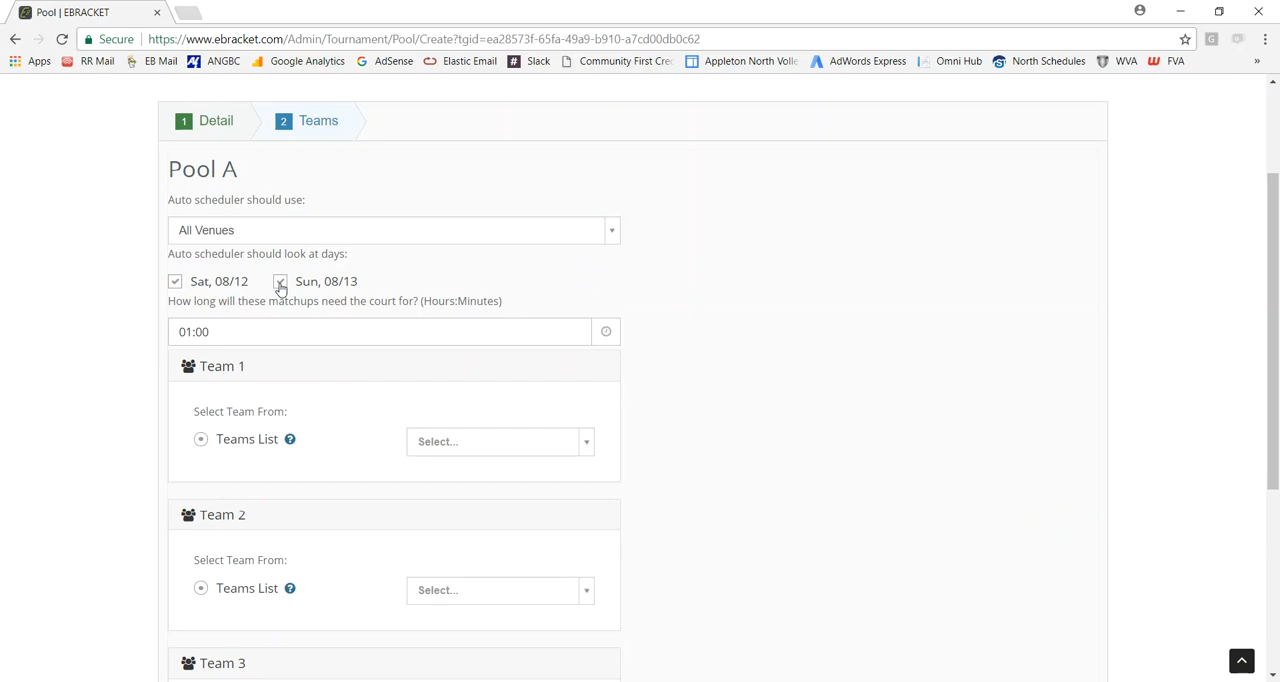 Pool | EBRACKET
Secure https://www.ebracket.com/Admin/Tournament/Pool/Create?tgid=ea28573f-65fa-49a9-b910-a7cd00db0c62
Apps RR Mail EB Mail ANGBC Google Analytics AdSense Elastic Email Slack Community First Cre Appleton North Volle AdWords Express Omni Hub North Schedules WVA FVA »
1 Detail 2 Teams
Pool A
Auto scheduler should use:
All Venues
Auto scheduler should look at days:
Sat, 08/12 Sun, 08/13
How long will these matchups need the court for? (Hours:Minutes)
01:00
Team 1
Select Team From:
Teams List ? Select...
Team 2
Select Team From:
Teams List ? Select...
Team 3